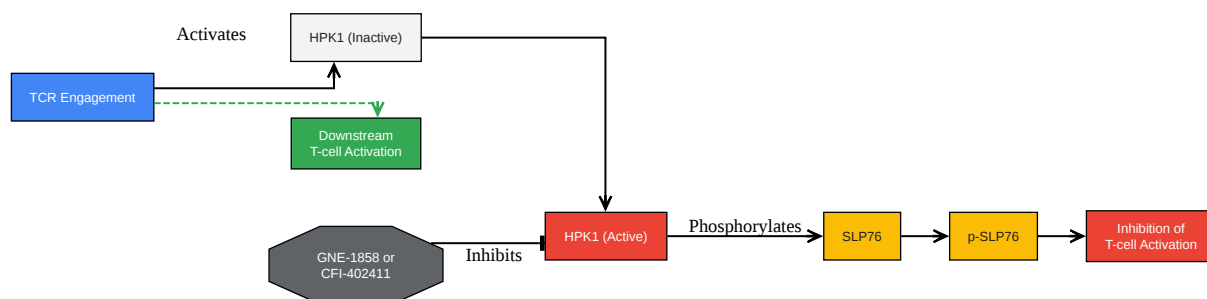 Activates
HPK1 (Inactive)
TCR Engagement
Downstream
T-cell Activation
GNE-1858 or
CFI-402411
Inhibits
HPK1 (Active)
Phosphorylates
SLP76
p-SLP76
Inhibition of
T-cell Activation